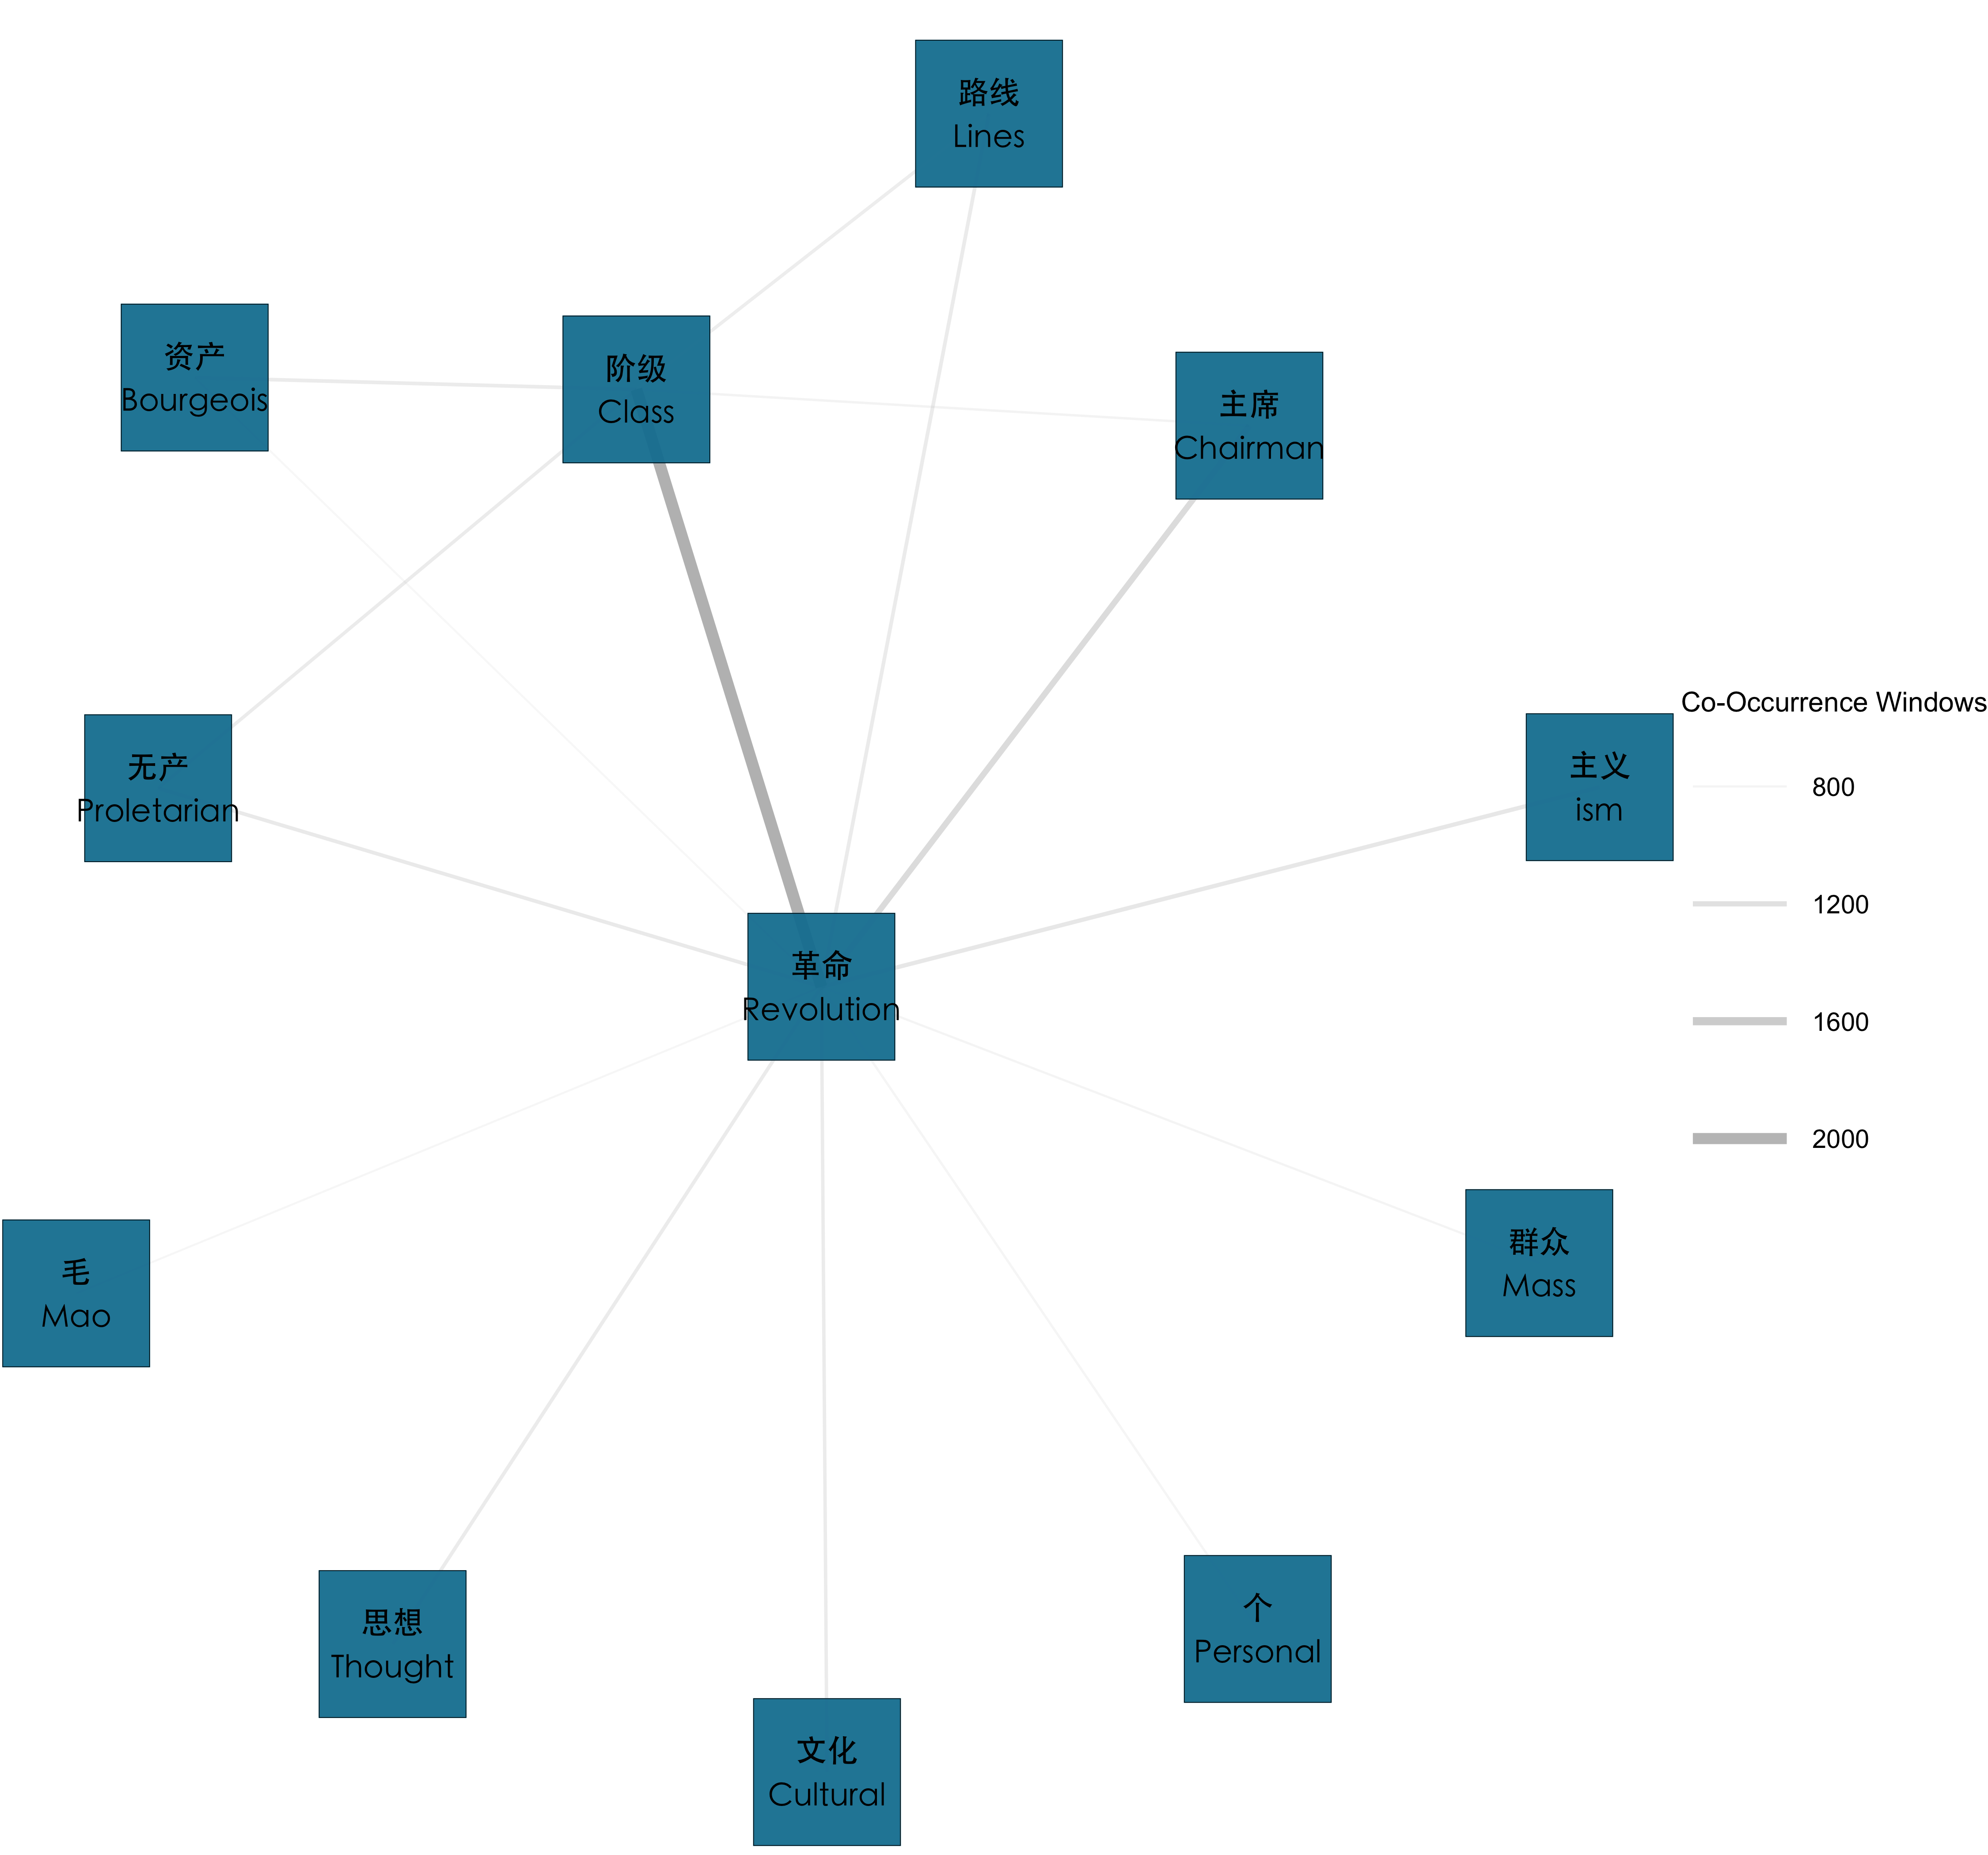 路线
Lines
资产
Bourgeois
阶级
Class
主席
Chairman
无产
Proletarian
主义
ism
革命
Revolution
毛
Mao
群众
Mass
思想
Thought
个
Personal
文化
Cultural
Co-Occurrence Windows
800
1200
1600
2000